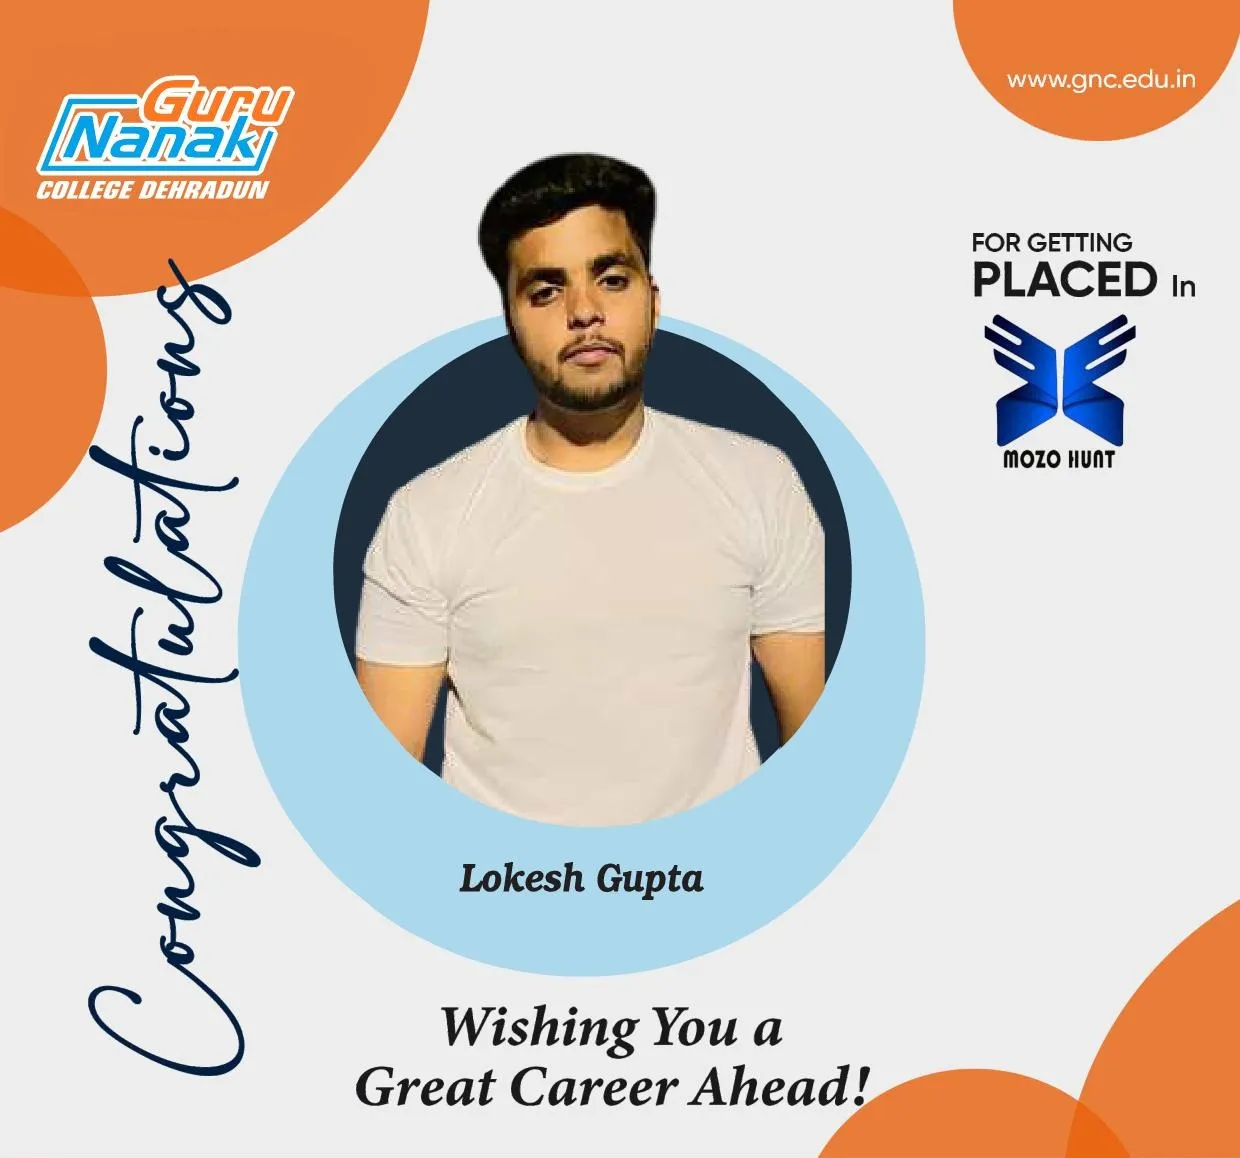 Guru
Nanak
COLLEGE DEHRADUN
www.gnc.edu.in
Congratulations
FOR GETTING
PLACED In
MOZO HUNT
Lokesh Gupta
Wishing You a
Great Career Ahead!